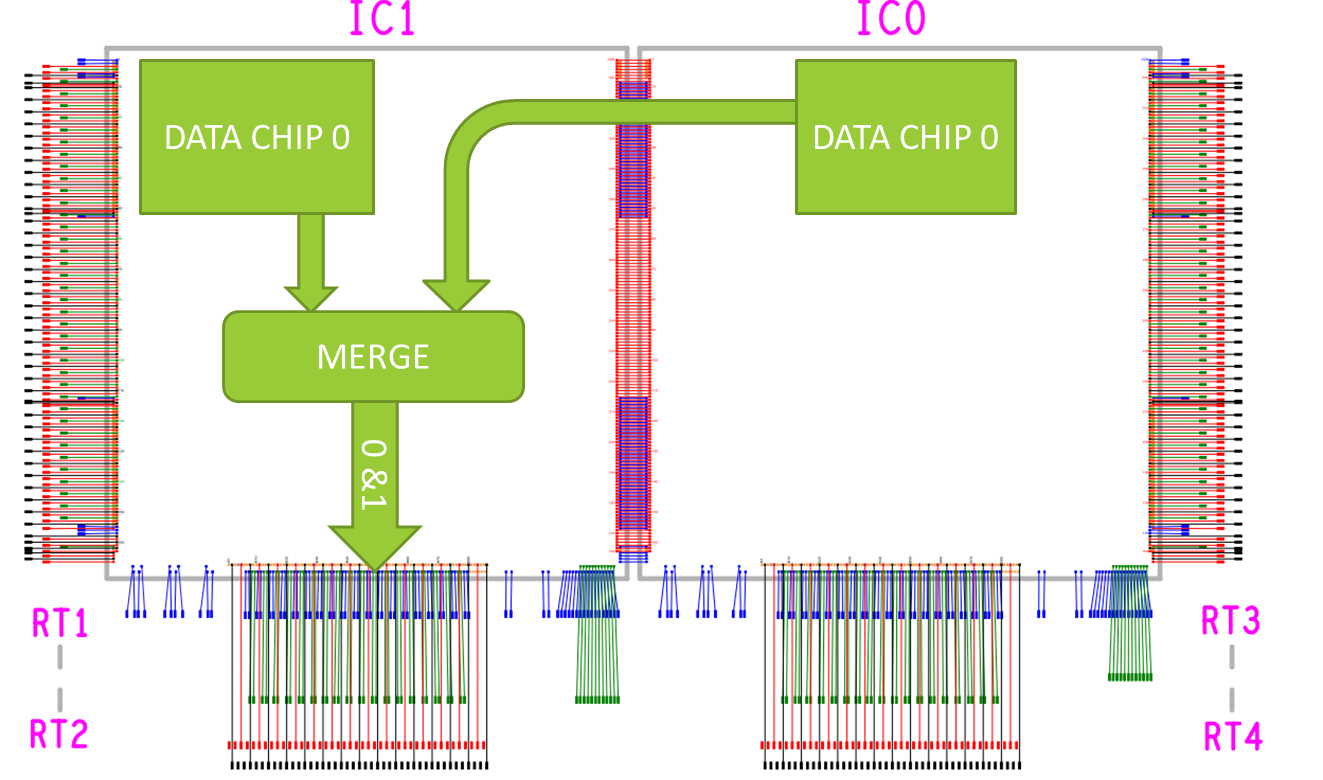 IC1
IC0
DATA CHIP 0
DATA CHIP 0
MERGE
0 &1
RT1
RT3
RT2
RT4